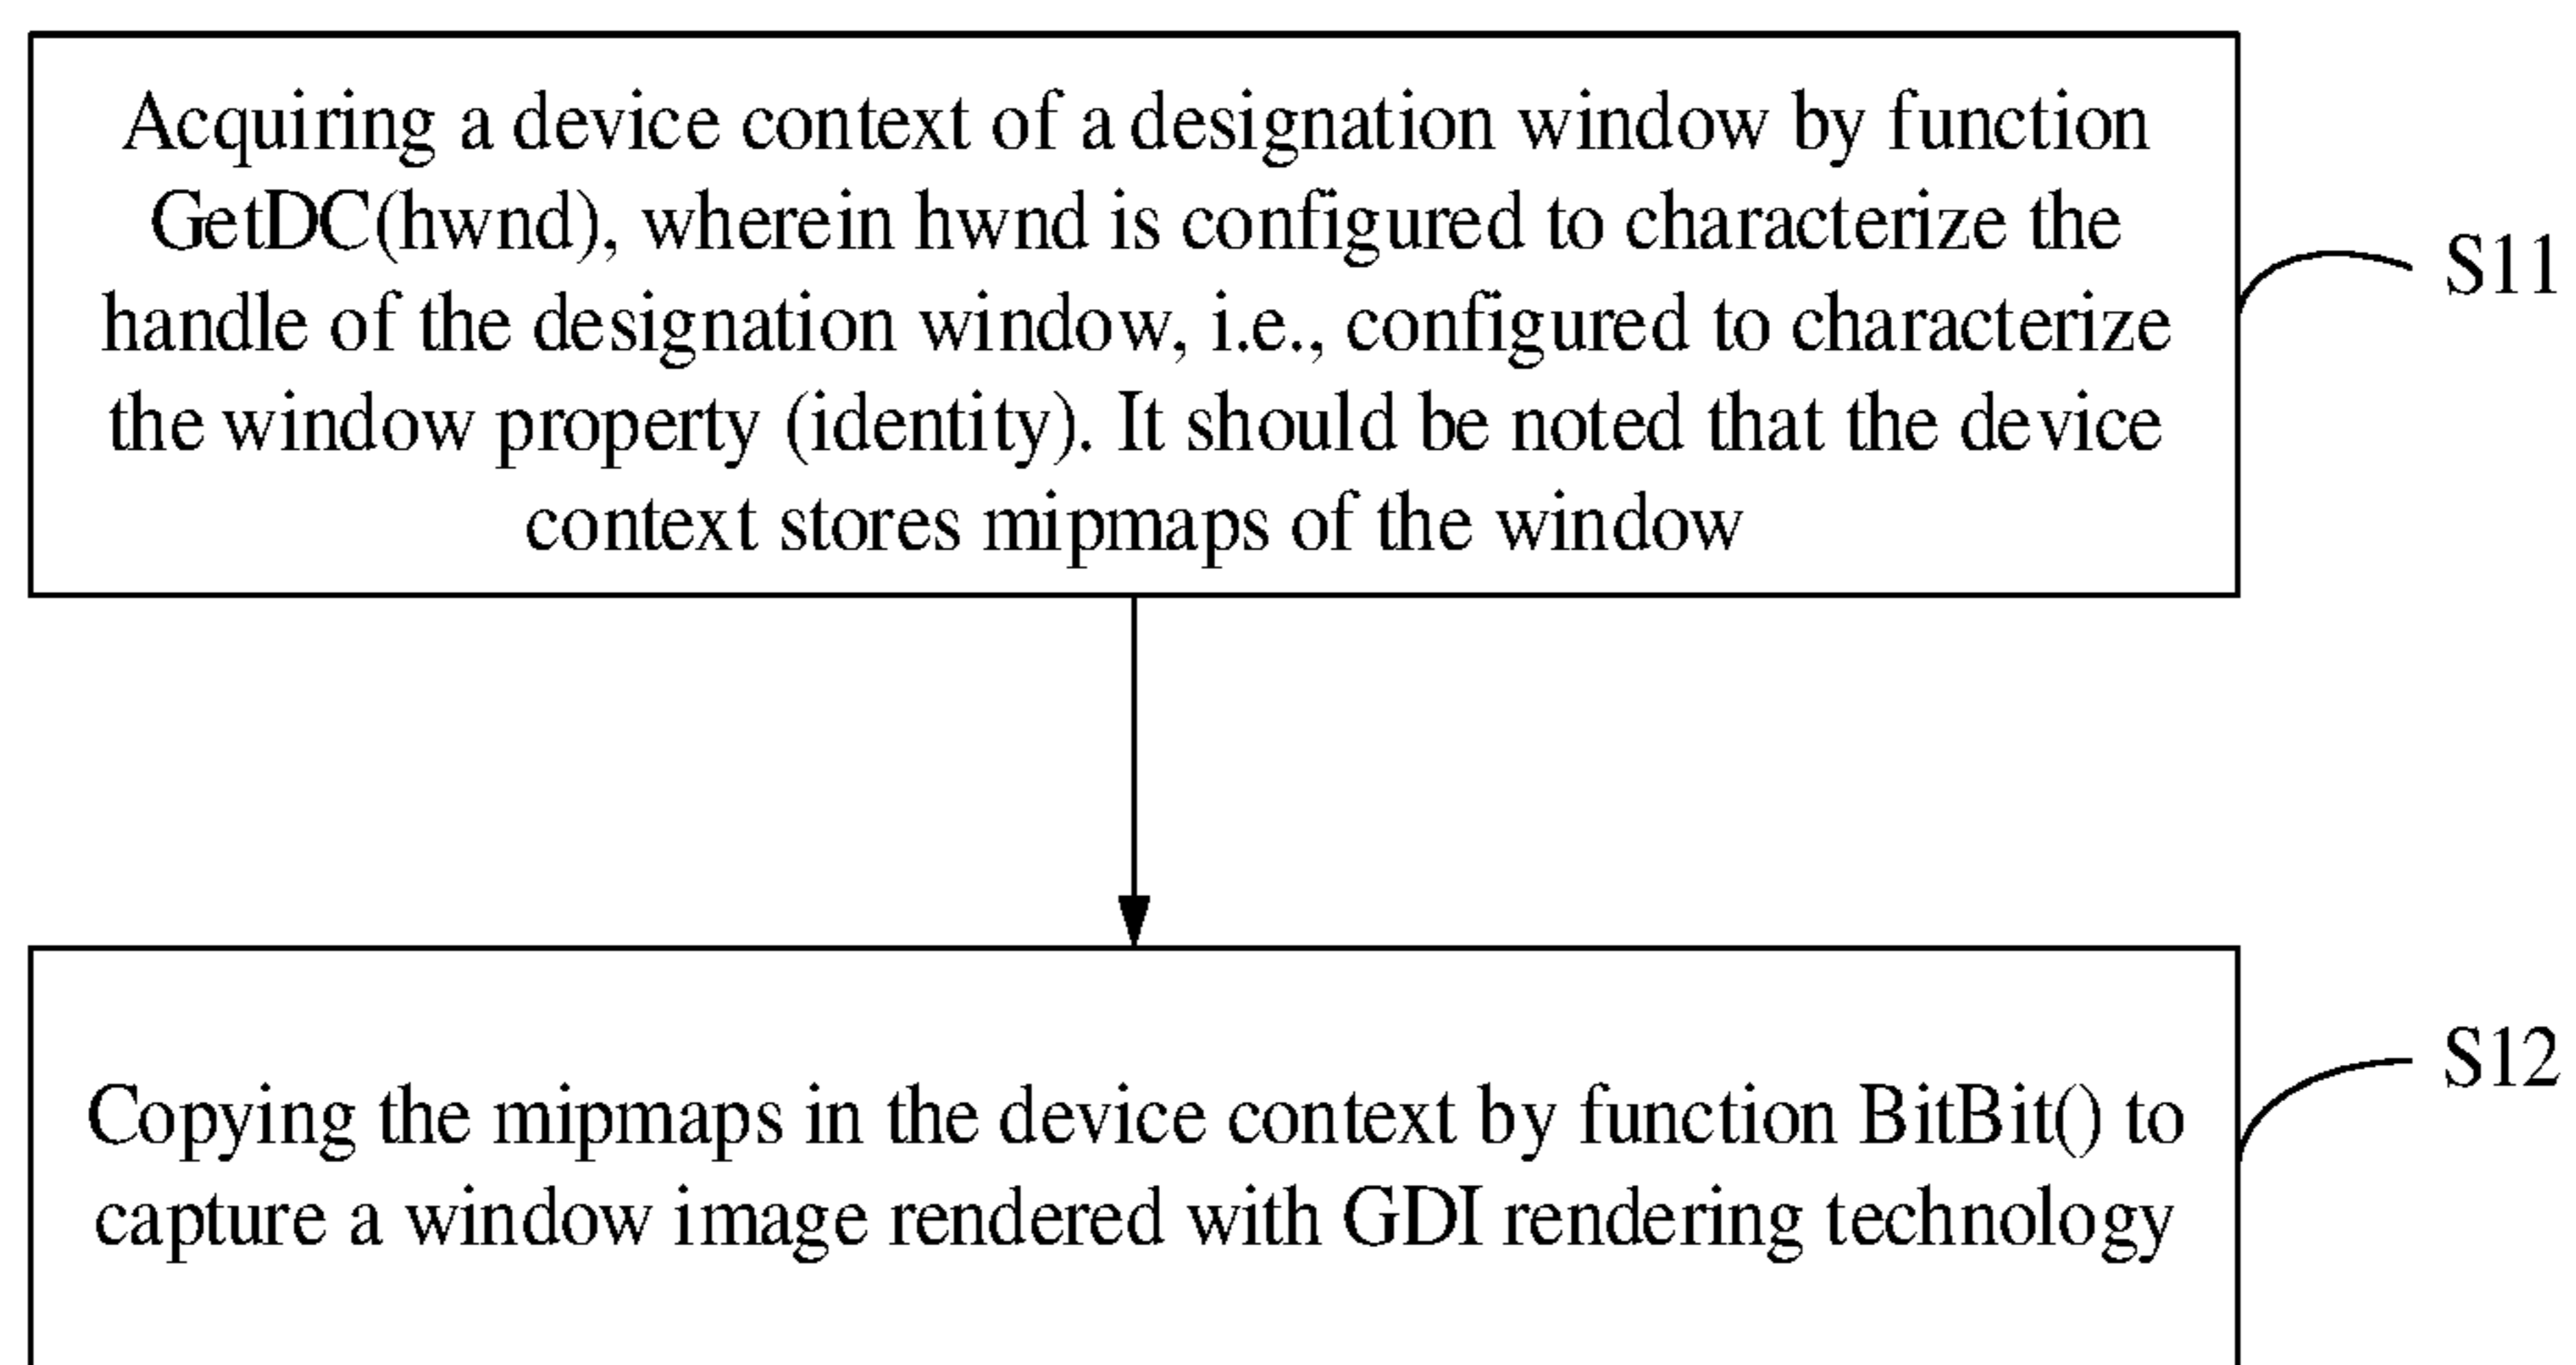 Acquiring a device context of a designation window by function
GetDC(hwnd), wherein hwnd is configured to characterize the
handle of the designation window, i.e., configured to characterize
the window property (identity). It should be noted that the device
context stores mipmaps of the window
S11
Copying the mipmaps in the device context by function BitBit() to
capture a window image rendered with GDI rendering technology
S12